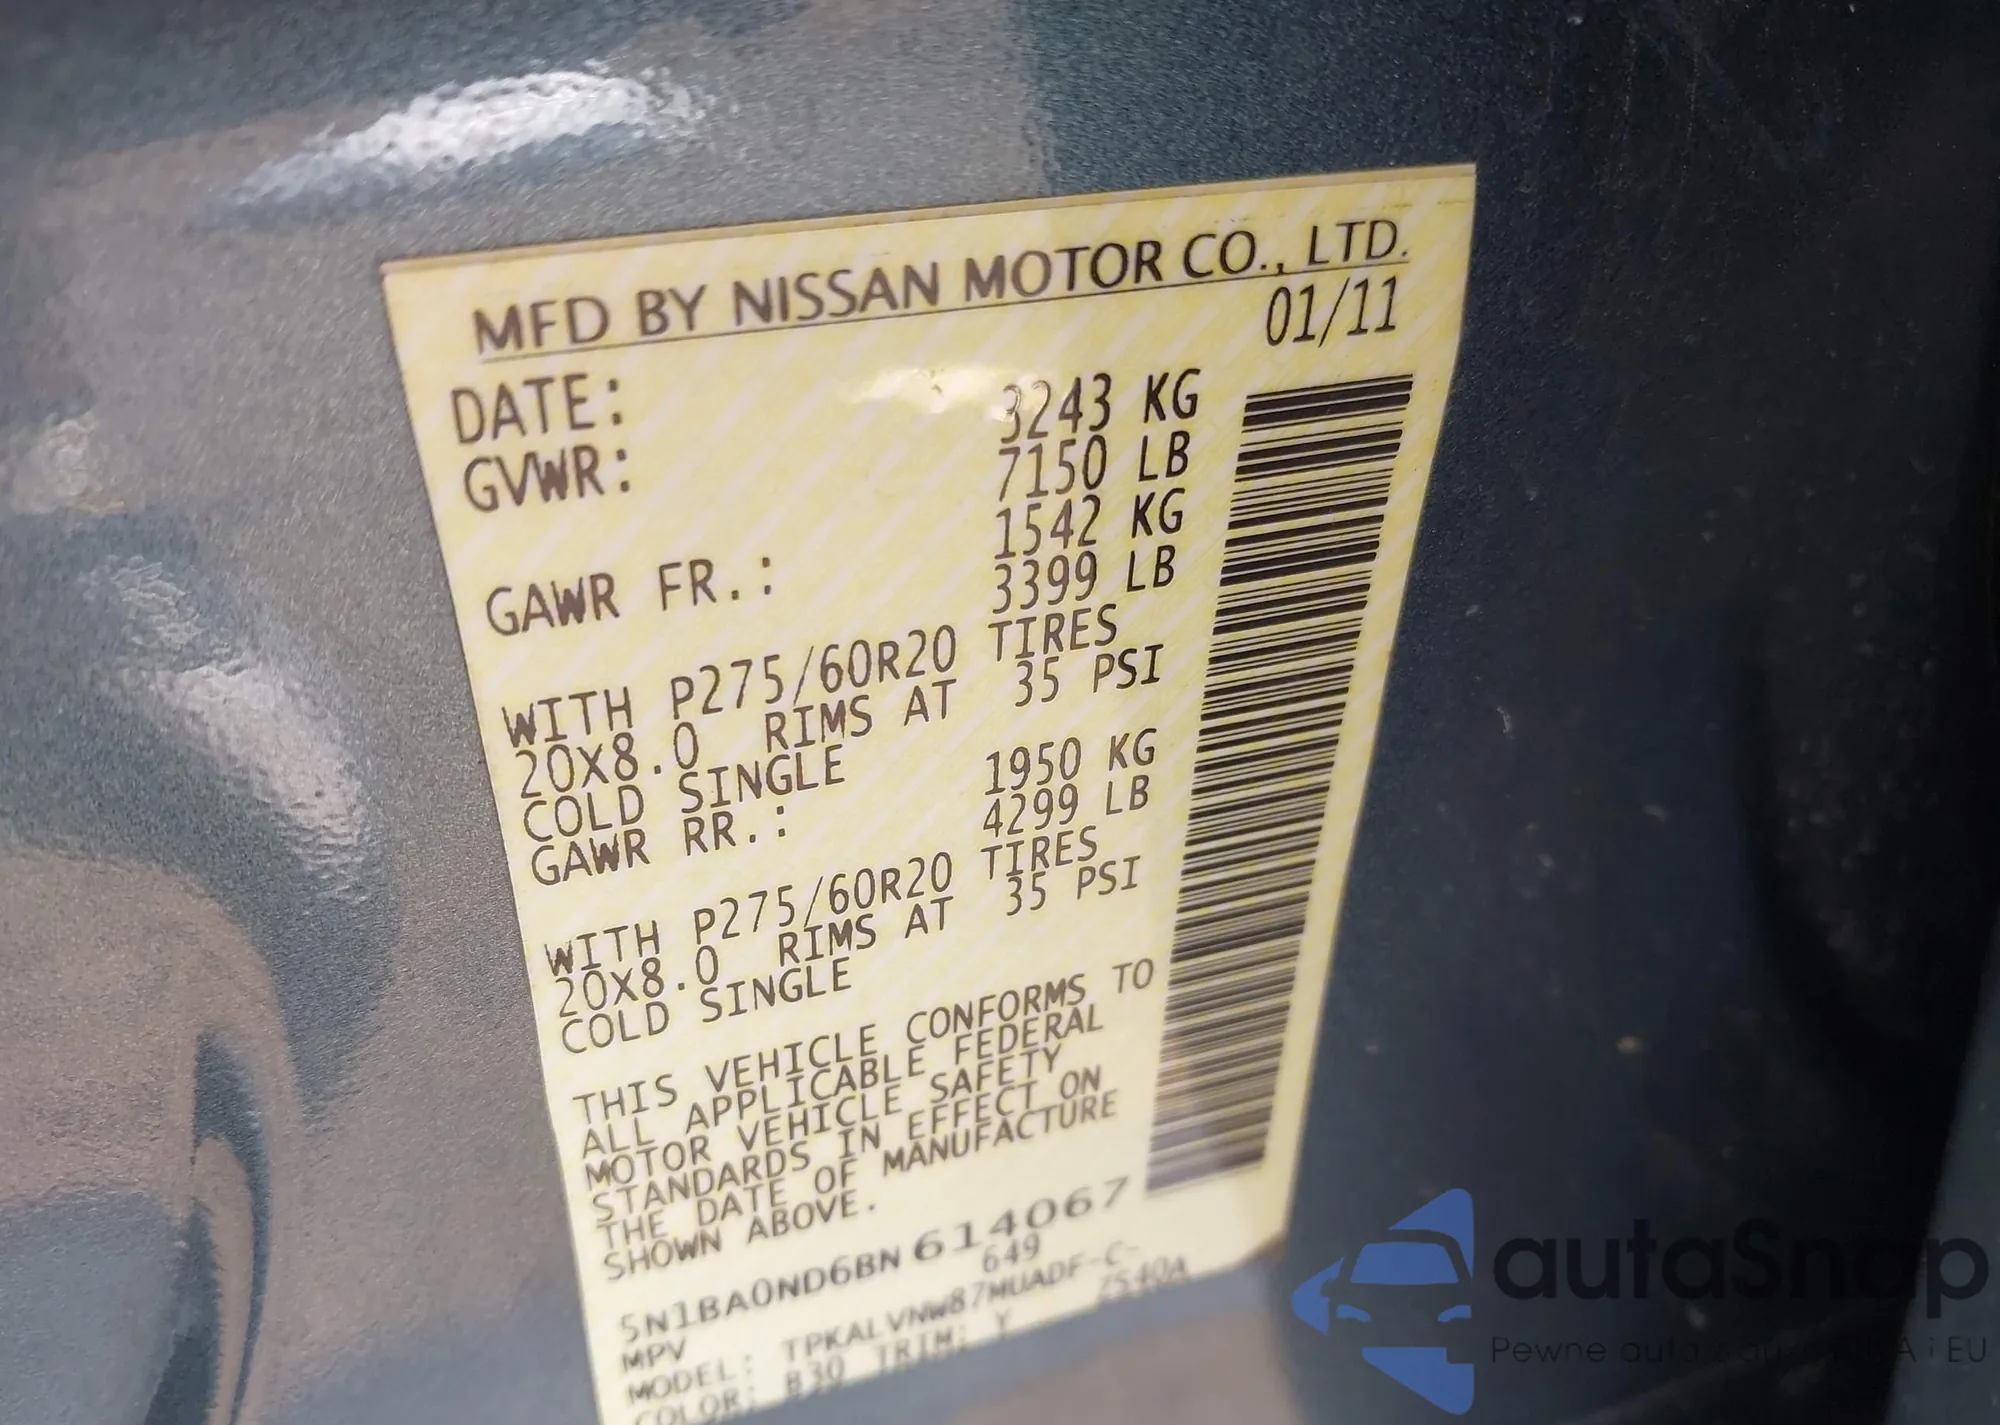 MFD BY NISSAN MOTOR CO., LTD.
01/11
DATE:
GVWR: 3243 KG
7150 LB
GAWR FR.: 1542 KG
3399 LB
WITH P275/60R20 TIRES
20X8.0 RIMS AT 35 PSI
COLD SINGLE
GAWR RR.: 1950 KG
4299 LB
WITH P275/60R20 TIRES
20X8.0 RIMS AT 35 PSI
COLD SINGLE
THIS VEHICLE CONFORMS TO
ALL APPLICABLE FEDERAL
MOTOR VEHICLE SAFETY
STANDARDS IN EFFECT ON
THE DATE OF MANUFACTURE
SHOWN ABOVE.
5N1BA0ND6BN614067
MPV 649
MODEL: TPKALVNW87MUADF-C-
COLOR: B30 TRIM: Y ZS40A
autaSnap
Pewne auta z i EU